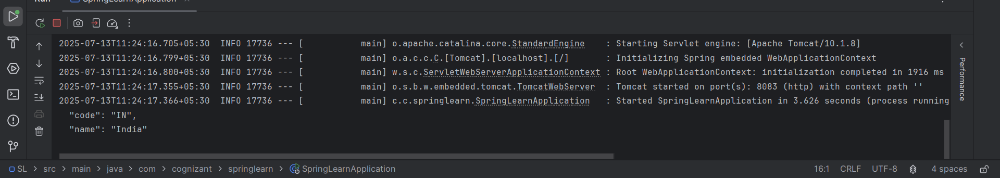 Run SpringLearnApplication ×
2025-07-13T11:24:16.705+05:30 INFO 17736 --- [ main] o.apache.catalina.core.StandardEngine : Starting Servlet engine: [Apache Tomcat/10.1.8]
2025-07-13T11:24:16.799+05:30 INFO 17736 --- [ main] o.a.c.c.C.[Tomcat].[localhost].[/] : Initializing Spring embedded WebApplicationContext
2025-07-13T11:24:16.800+05:30 INFO 17736 --- [ main] w.s.c.ServletWebServerApplicationContext : Root WebApplicationContext: initialization completed in 1916 ms
2025-07-13T11:24:17.355+05:30 INFO 17736 --- [ main] o.s.b.w.embedded.tomcat.TomcatWebServer : Tomcat started on port(s): 8083 (http) with context path ''
2025-07-13T11:24:17.366+05:30 INFO 17736 --- [ main] c.c.springlearn.SpringLearnApplication : Started SpringLearnApplication in 3.626 seconds (process running
"code": "IN",
"name": "India"
Performance
SL > src > main > java > com > cognizant > springlearn > SpringLearnApplication
16:1 CRLF UTF-8 4 spaces